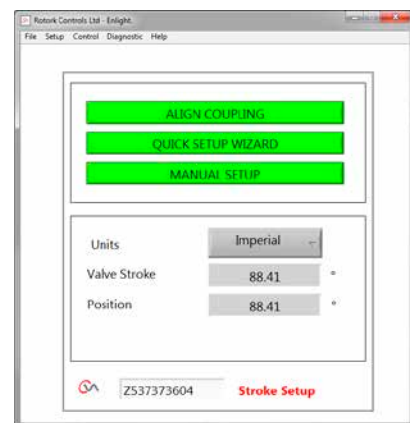 Rotork Controls Ltd - Enlight.
File Setup Control Diagnostic Help
ALIGN COUPLING
QUICK SETUP WIZARD
MANUAL SETUP
Units Imperial
Valve Stroke 88.41 °
Position 88.41 °
Z537373604 Stroke Setup